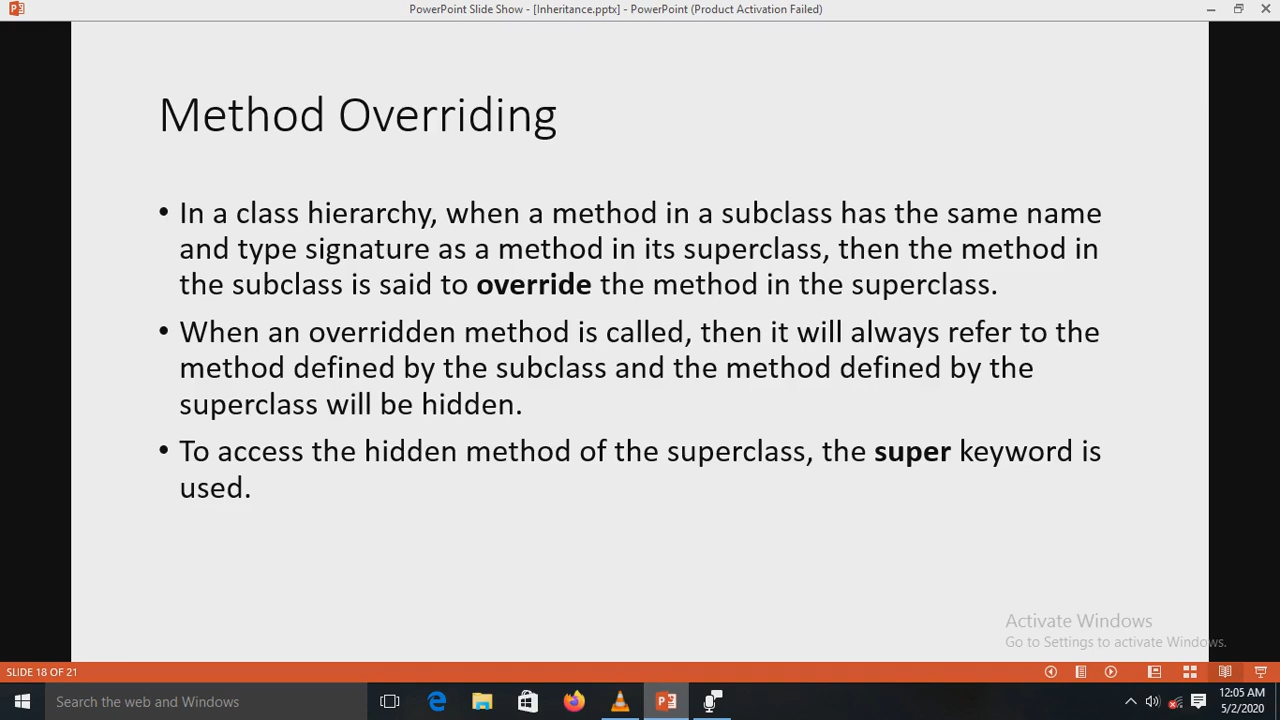 PowerPoint Slide Show - [Inheritance.pptx] - PowerPoint (Product Activation Failed)
Method Overriding
• In a class hierarchy, when a method in a subclass has the same name
and type signature as a method in its superclass, then the method in
the subclass is said to override the method in the superclass.
• When an overridden method is called, then it will always refer to the
method defined by the subclass and the method defined by the
superclass will be hidden.
• To access the hidden method of the superclass, the super keyword is
used.
Activate Windows
Go to Settings to activate Windows.
SLIDE 18 OF 21
Search the web and Windows
12:05 AM
5/2/2020